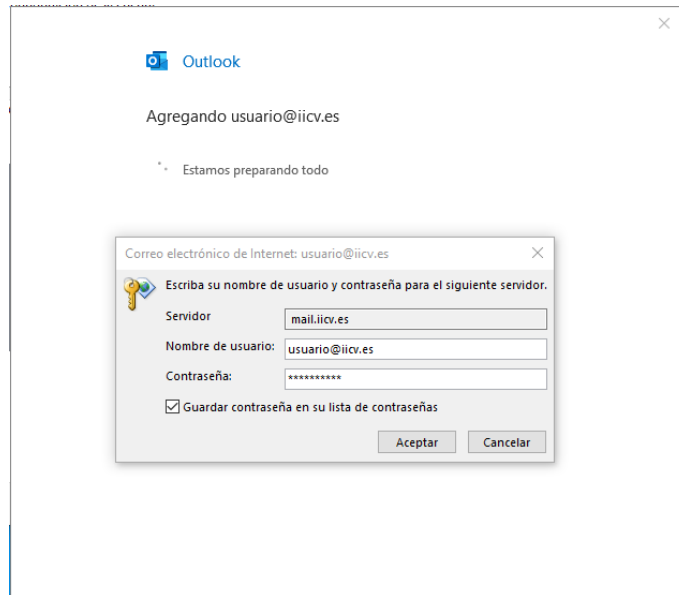 Outlook
Agregando usuario@iicv.es
Estamos preparando todo
Correo electrónico de Internet: usuario@iicv.es
Escriba su nombre de usuario y contraseña para el siguiente servidor.
Servidor
mail.iicv.es
Nombre de usuario: usuario@iicv.es
Contraseña: **********
Guardar contraseña en su lista de contraseñas
Aceptar Cancelar